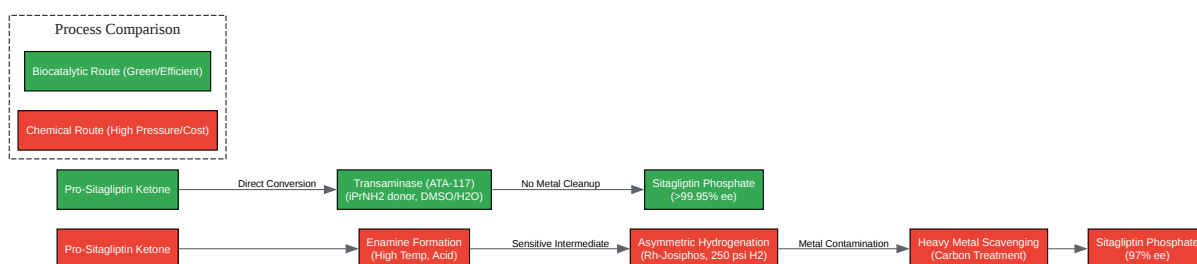 Process Comparison
Biocatalytic Route (Green/Efficient)
Chemical Route (High Pressure/Cost)
Pro-Sitagliptin Ketone
Direct Conversion
Transaminase (ATA-117)
(iPrNH2 donor, DMSO/H2O)
No Metal Cleanup
Sitagliptin Phosphate
(>99.95% ee)
Pro-Sitagliptin Ketone
Enamine Formation
(High Temp, Acid)
Sensitive Intermediate
Asymmetric Hydrogenation
(Rh-Josiphos, 250 psi H2)
Metal Contamination
Heavy Metal Scavenging
(Carbon Treatment)
Sitagliptin Phosphate
(97% ee)